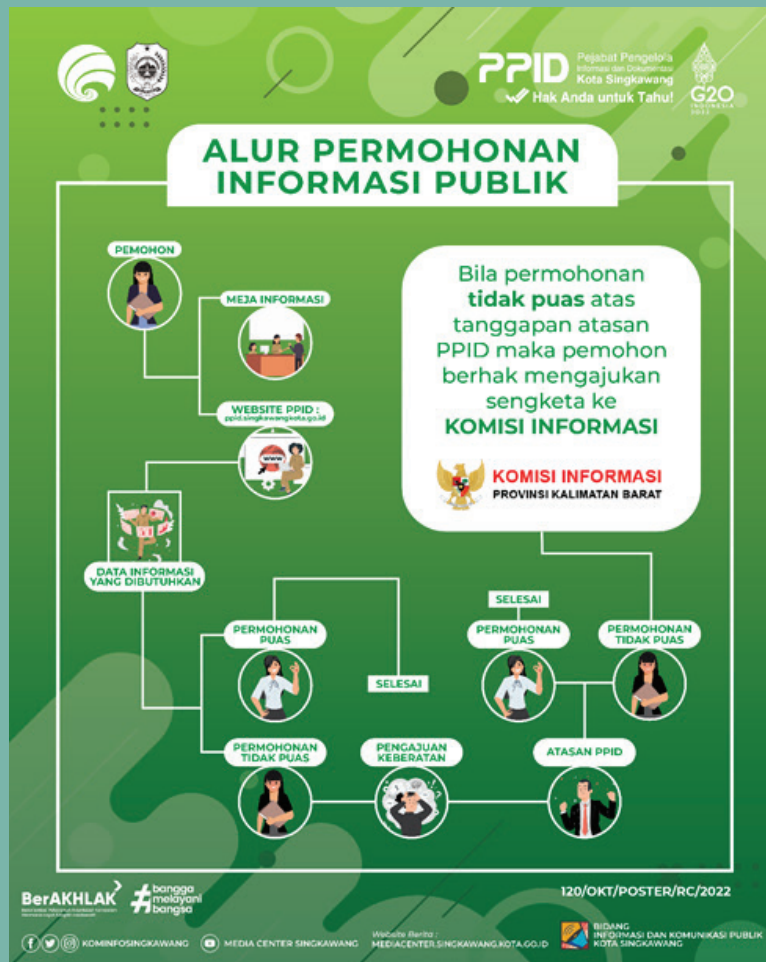 PPID
Pejabat Pengelola
Informasi dan Dokumentasi
Kota Singkawang
Hak Anda untuk Tahu!
G20
INDONESIA
2022
ALUR PERMOHONAN
INFORMASI PUBLIK
PEMOHON
MEJA INFORMASI
WEBSITE PPID :
ppid.singkawangkota.go.id
WWW
DATA INFORMASI
YANG DIBUTUHKAN
Bila permohonan
tidak puas atas
tanggapan atasan
PPID maka pemohon
berhak mengajukan
sengketa ke
KOMISI INFORMASI
KOMISI INFORMASI
PROVINSI KALIMATAN BARAT
PERMOHONAN
PUAS
SELESAI
SELESAI
PERMOHONAN
PUAS
PERMOHONAN
TIDAK PUAS
PERMOHONAN
TIDAK PUAS
PENGAJUAN
KEBERATAN
ATASAN PPID
120/OKT/POSTER/RC/2022
BerAKHLAK
#bangga
melayani
bangsa
KOMINFOSINGKAWANG
MEDIA CENTER SINGKAWANG
Website Berita :
MEDIACENTER.SINGKAWANG.KOTA.GO.ID
BIDANG
INFORMASI DAN KOMUNIKASI PUBLIK
KOTA SINGKAWANG